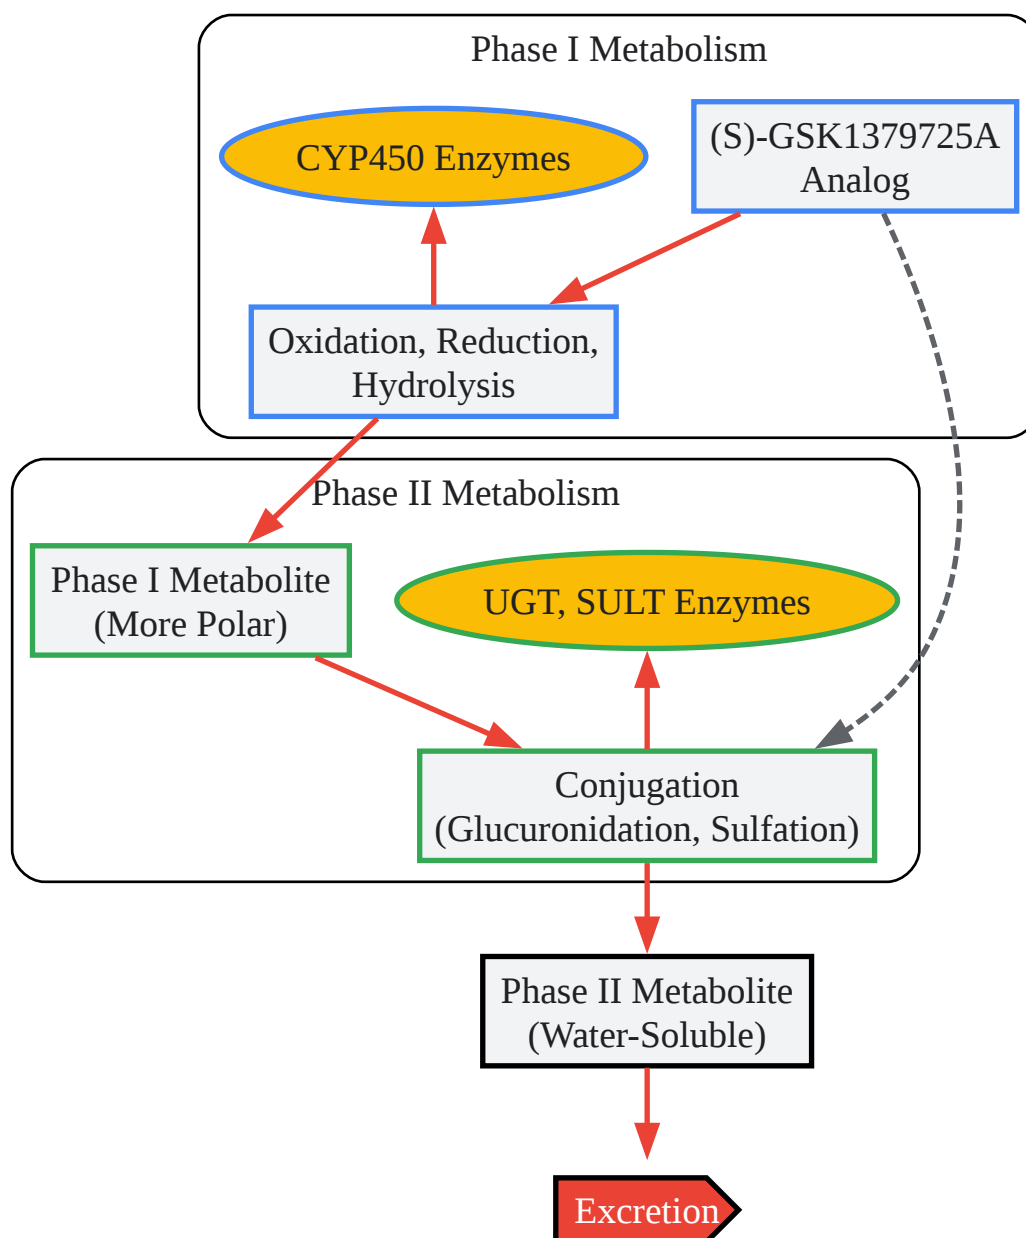 Phase I Metabolism
CYP450 Enzymes
(S)-GSK1379725A
Analog
Oxidation, Reduction,
Hydrolysis
Phase II Metabolism
Phase I Metabolite
(More Polar)
UGT, SULT Enzymes
Conjugation
(Glucuronidation, Sulfation)
Phase II Metabolite
(Water-Soluble)
Excretion